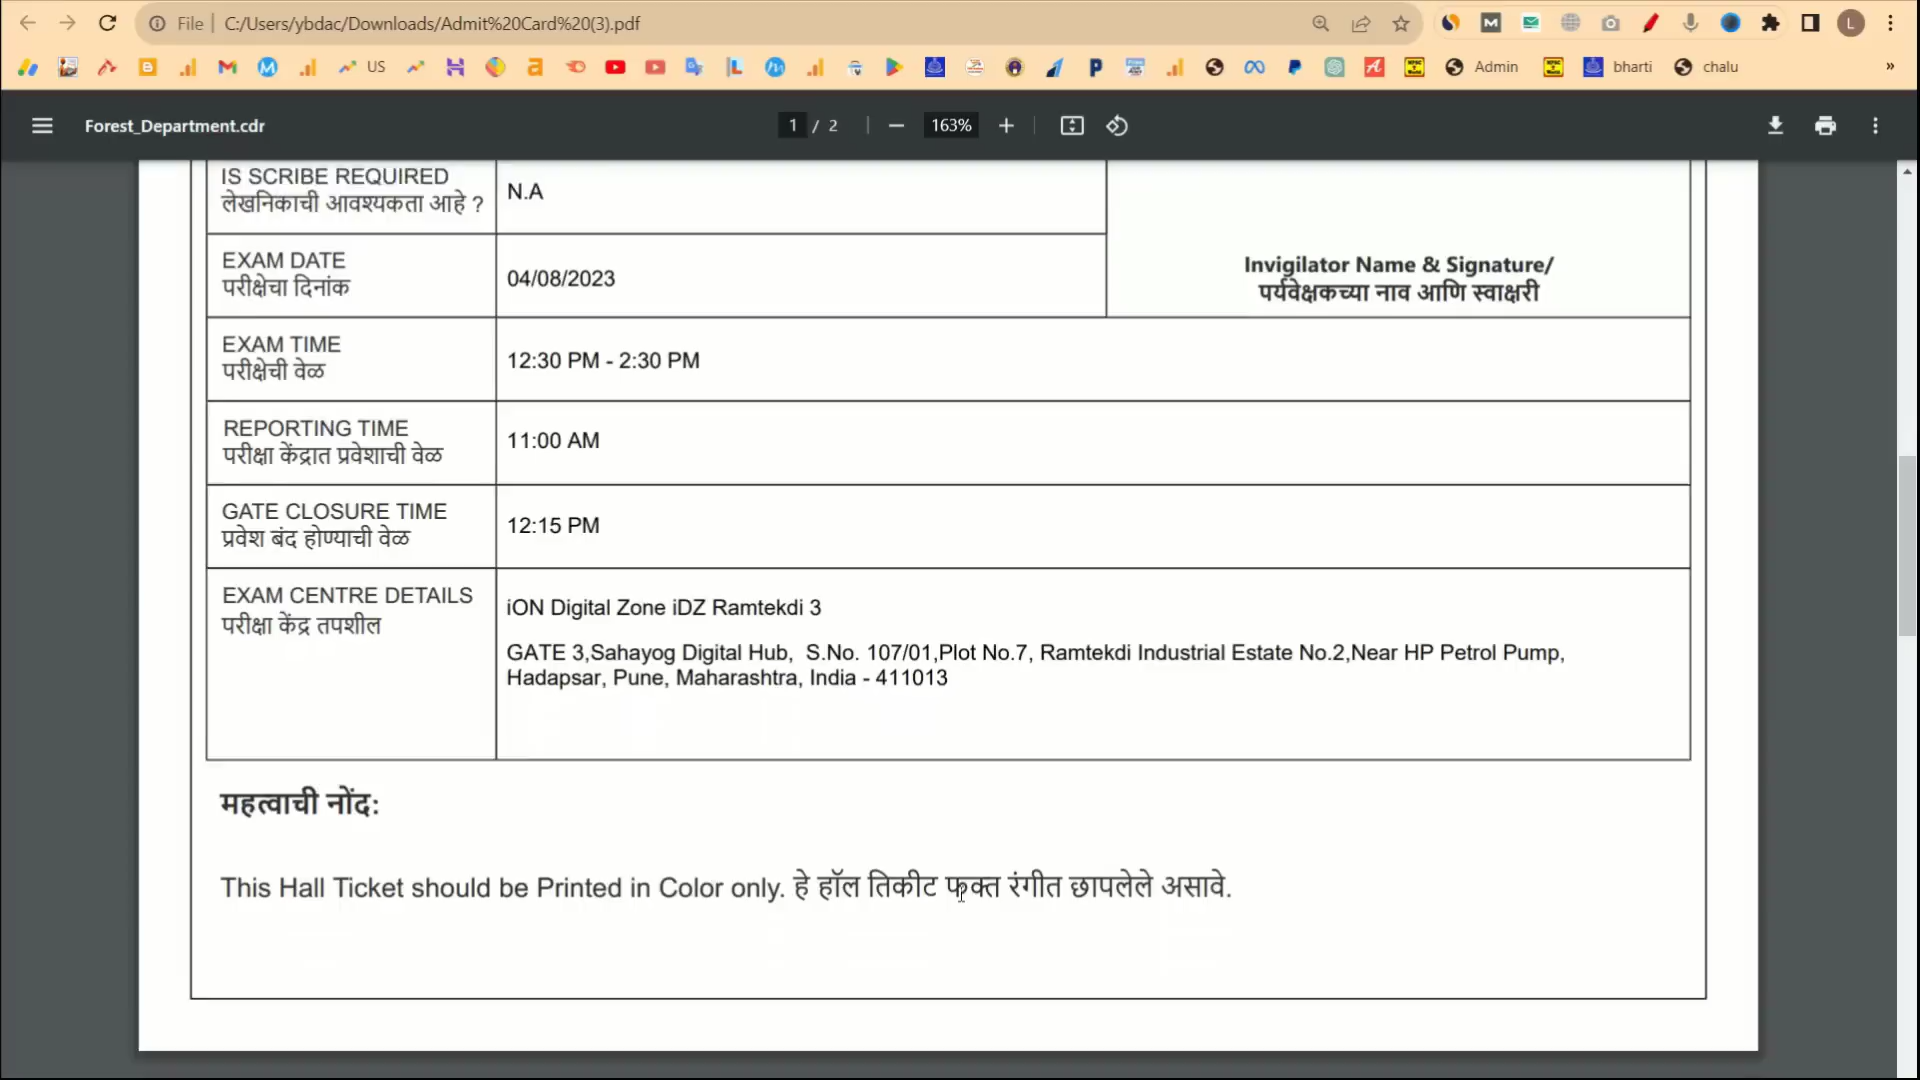 File
C:/Users/ybdac/Downloads/Admit%20Card%20(3).pdf
L
US
Admin
bharti
chalu
»
Forest_Department.cdr
1 / 2
163%
IS SCRIBE REQUIRED
लेखनिकाची आवश्यकता आहे ?
N.A
EXAM DATE
परीक्षेचा दिनांक
04/08/2023
Invigilator Name & Signature/
पर्यवेक्षकच्या नाव आणि स्वाक्षरी
EXAM TIME
परीक्षेची वेळ
12:30 PM - 2:30 PM
REPORTING TIME
परीक्षा केंद्रात प्रवेशाची वेळ
11:00 AM
GATE CLOSURE TIME
प्रवेश बंद होण्याची वेळ
12:15 PM
EXAM CENTRE DETAILS
परीक्षा केंद्र तपशील
iON Digital Zone iDZ Ramtekdi 3
GATE 3,Sahayog Digital Hub, S.No. 107/01,Plot No.7, Ramtekdi Industrial Estate No.2,Near HP Petrol Pump,
Hadapsar, Pune, Maharashtra, India - 411013
महत्वाची नोंद:
This Hall Ticket should be Printed in Color only. हे हॉल तिकीट फक्त रंगीत छापलेले असावे.